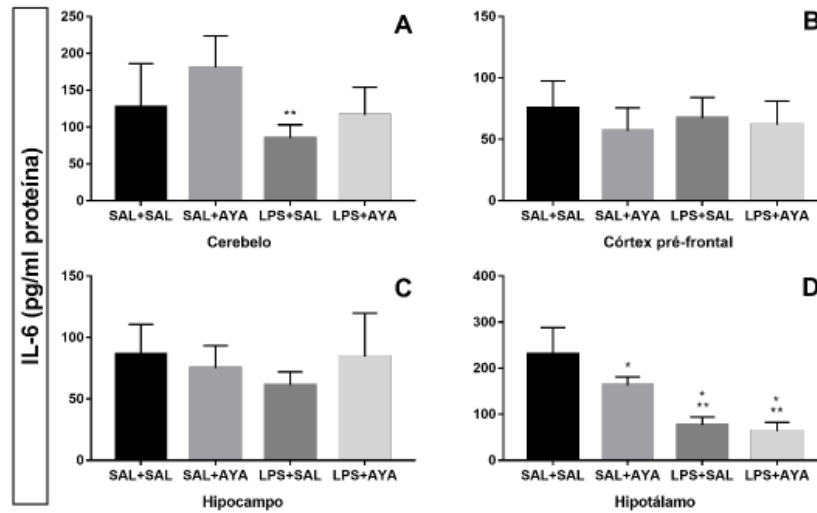 IL-6 (pg/ml proteína)
A
250
200
150
100
50
0
**
SAL+SAL SAL+AYA LPS+SAL LPS+AYA
Cerebelo
B
150
100
50
0
SAL+SAL SAL+AYA LPS+SAL LPS+AYA
Córtex pré-frontal
C
150
100
50
0
SAL+SAL SAL+AYA LPS+SAL LPS+AYA
Hipocampo
D
400
300
200
100
0
*
*
**
*
**
SAL+SAL SAL+AYA LPS+SAL LPS+AYA
Hipotálamo